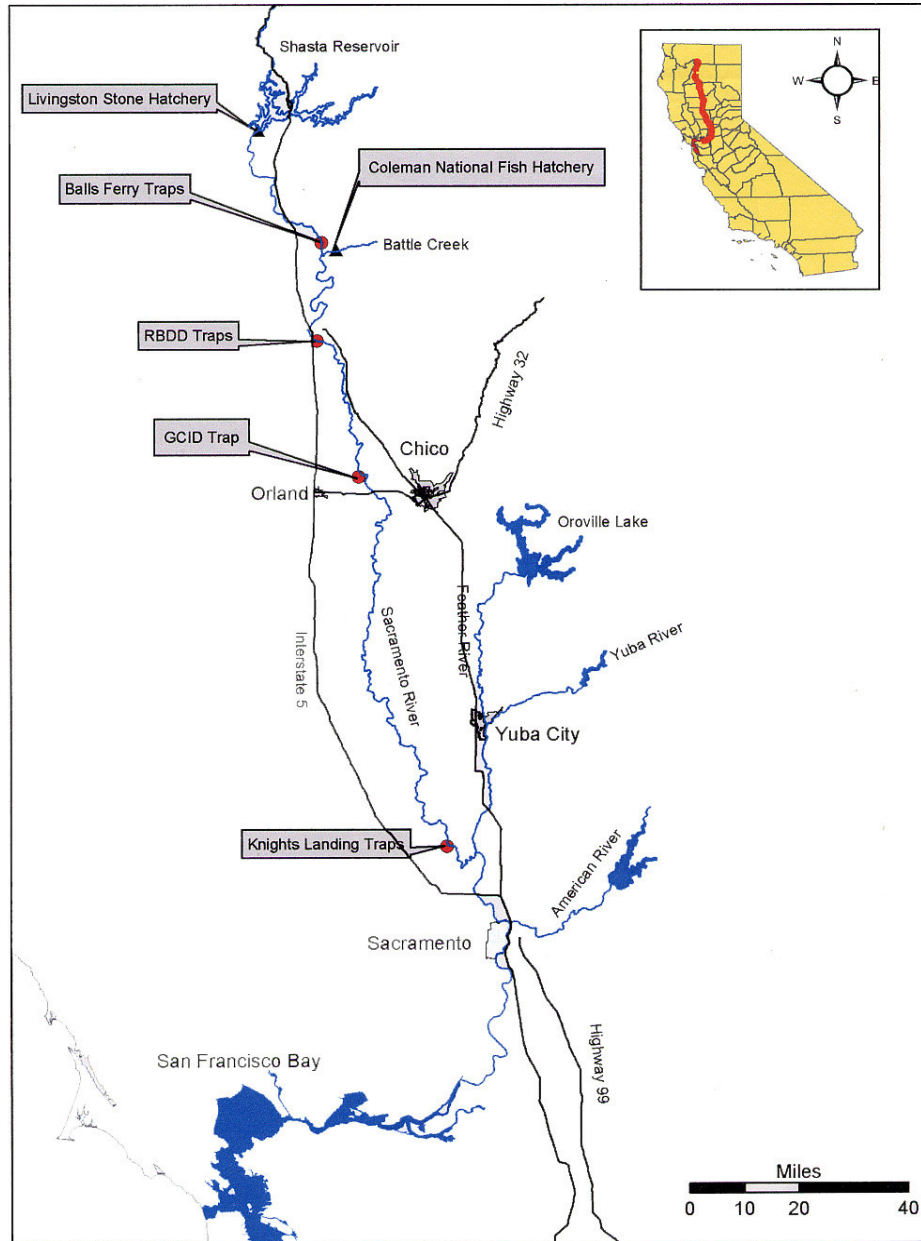 Shasta Reservoir
Livingston Stone Hatchery
N
W E
S
Coleman National Fish Hatchery
Balls Ferry Traps
Battle Creek
RBDD Traps
Highway 32
GCID Trap
Chico
Orland
Oroville Lake
Feather River
Sacramento River
Interstate 5
Yuba River
Yuba City
Knights Landing Traps
American River
Sacramento
Highway 99
San Francisco Bay
Miles
0 10 20 40